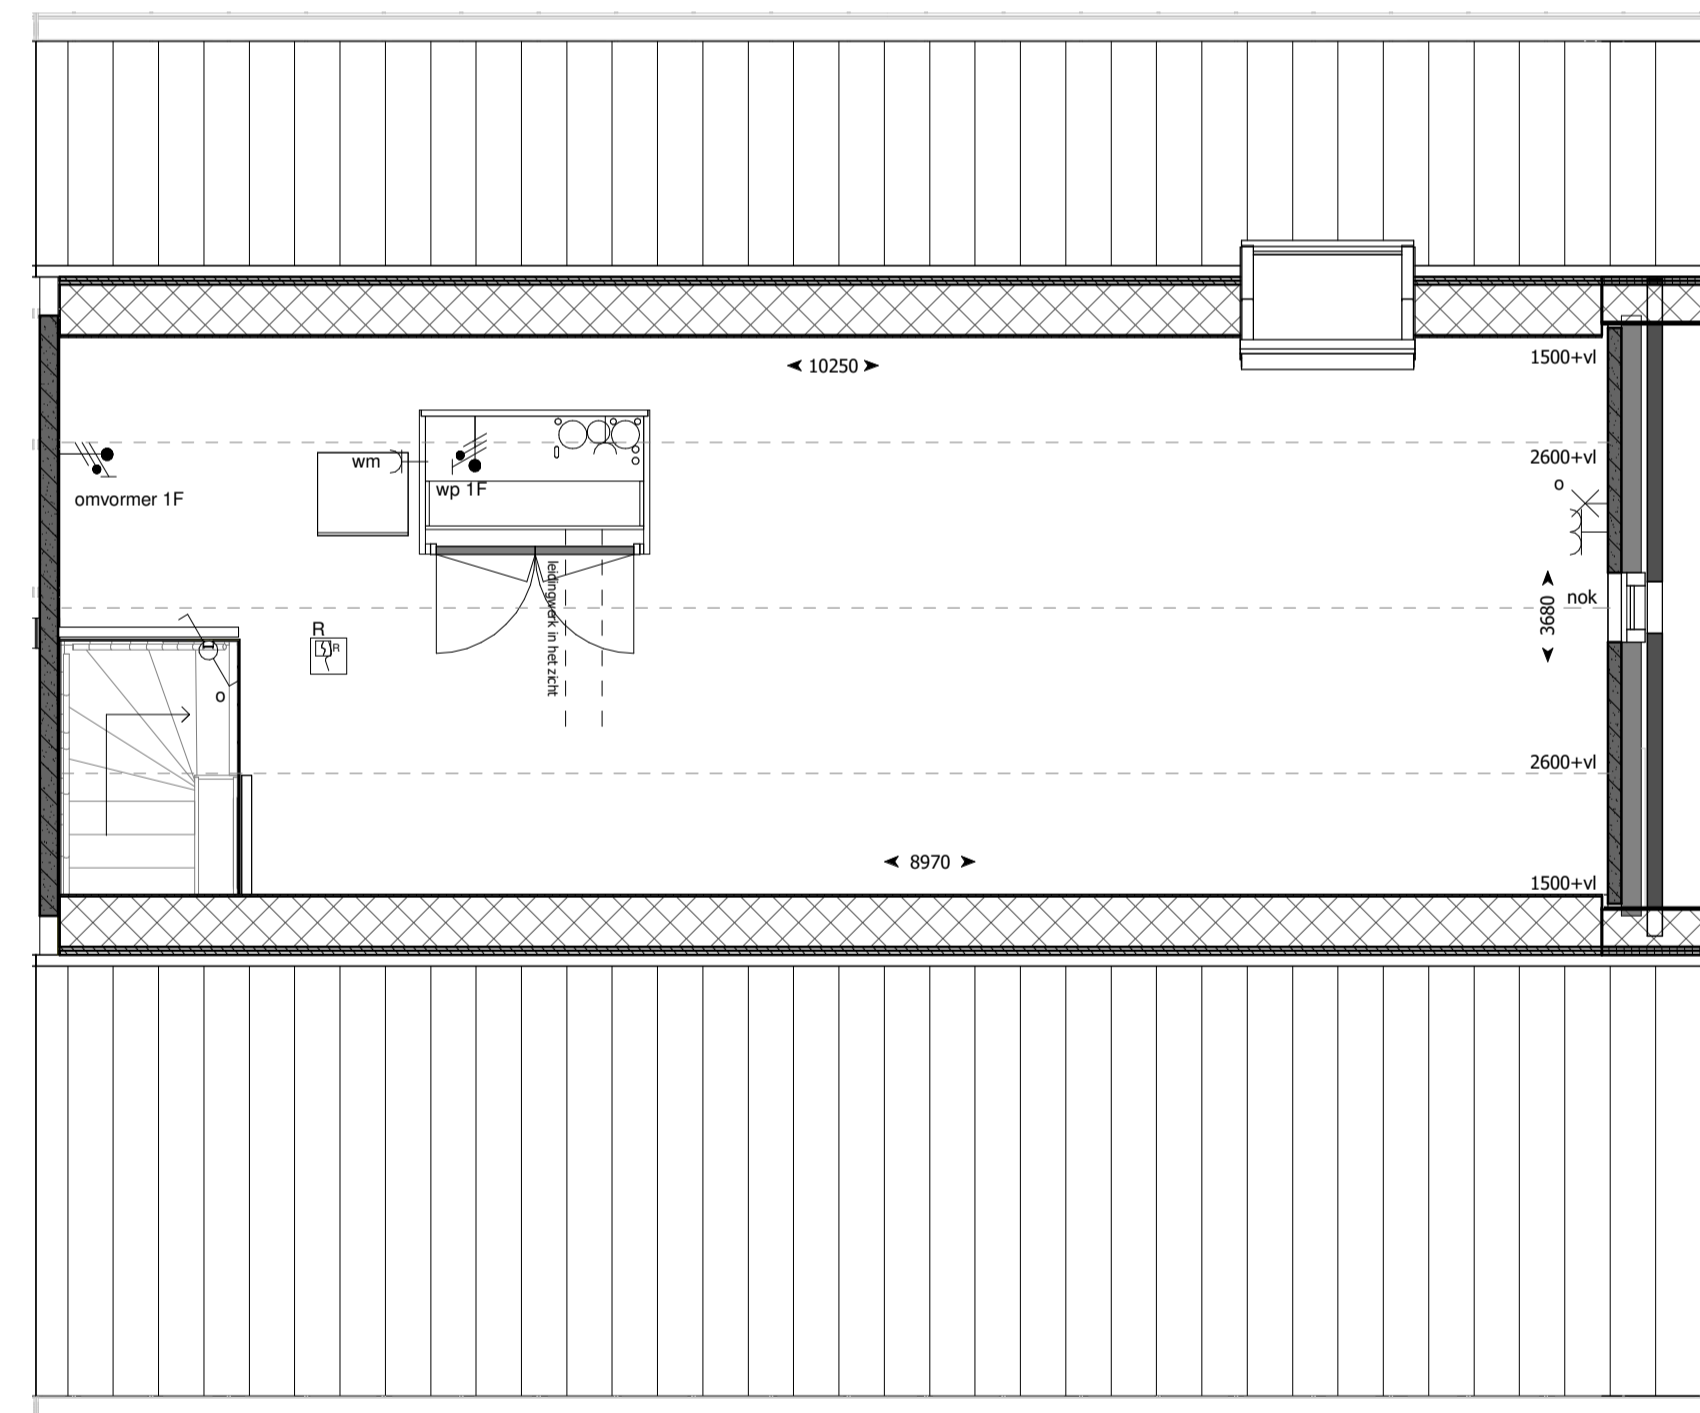 1500+vl
10250
2600+vl
wm
wp 1F
o
omvormer 1F
leidingwerk in het zicht
nok
3680
R
R
o
2600+vl
8970
1500+vl